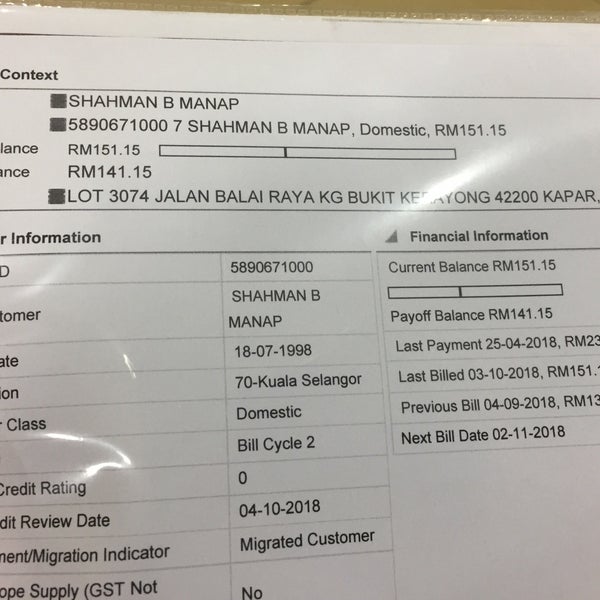 Context
SHAHMAN B MANAP
5890671000 7 SHAHMAN B MANAP, Domestic, RM151.15
lance RM151.15
ance RM141.15
LOT 3074 JALAN BALAI RAYA KG BUKIT KERAYONG 42200 KAPAR,
r Information
D 5890671000
tomer SHAHMAN B
MANAP
ate 18-07-1998
ion 70-Kuala Selangor
r Class Domestic
Bill Cycle 2
Credit Rating 0
dit Review Date 04-10-2018
ment/Migration Indicator Migrated Customer
ope Supply (GST Not No
Financial Information
Current Balance RM151.15
Payoff Balance RM141.15
Last Payment 25-04-2018, RM23
Last Billed 03-10-2018, RM151.1
Previous Bill 04-09-2018, RM13
Next Bill Date 02-11-2018